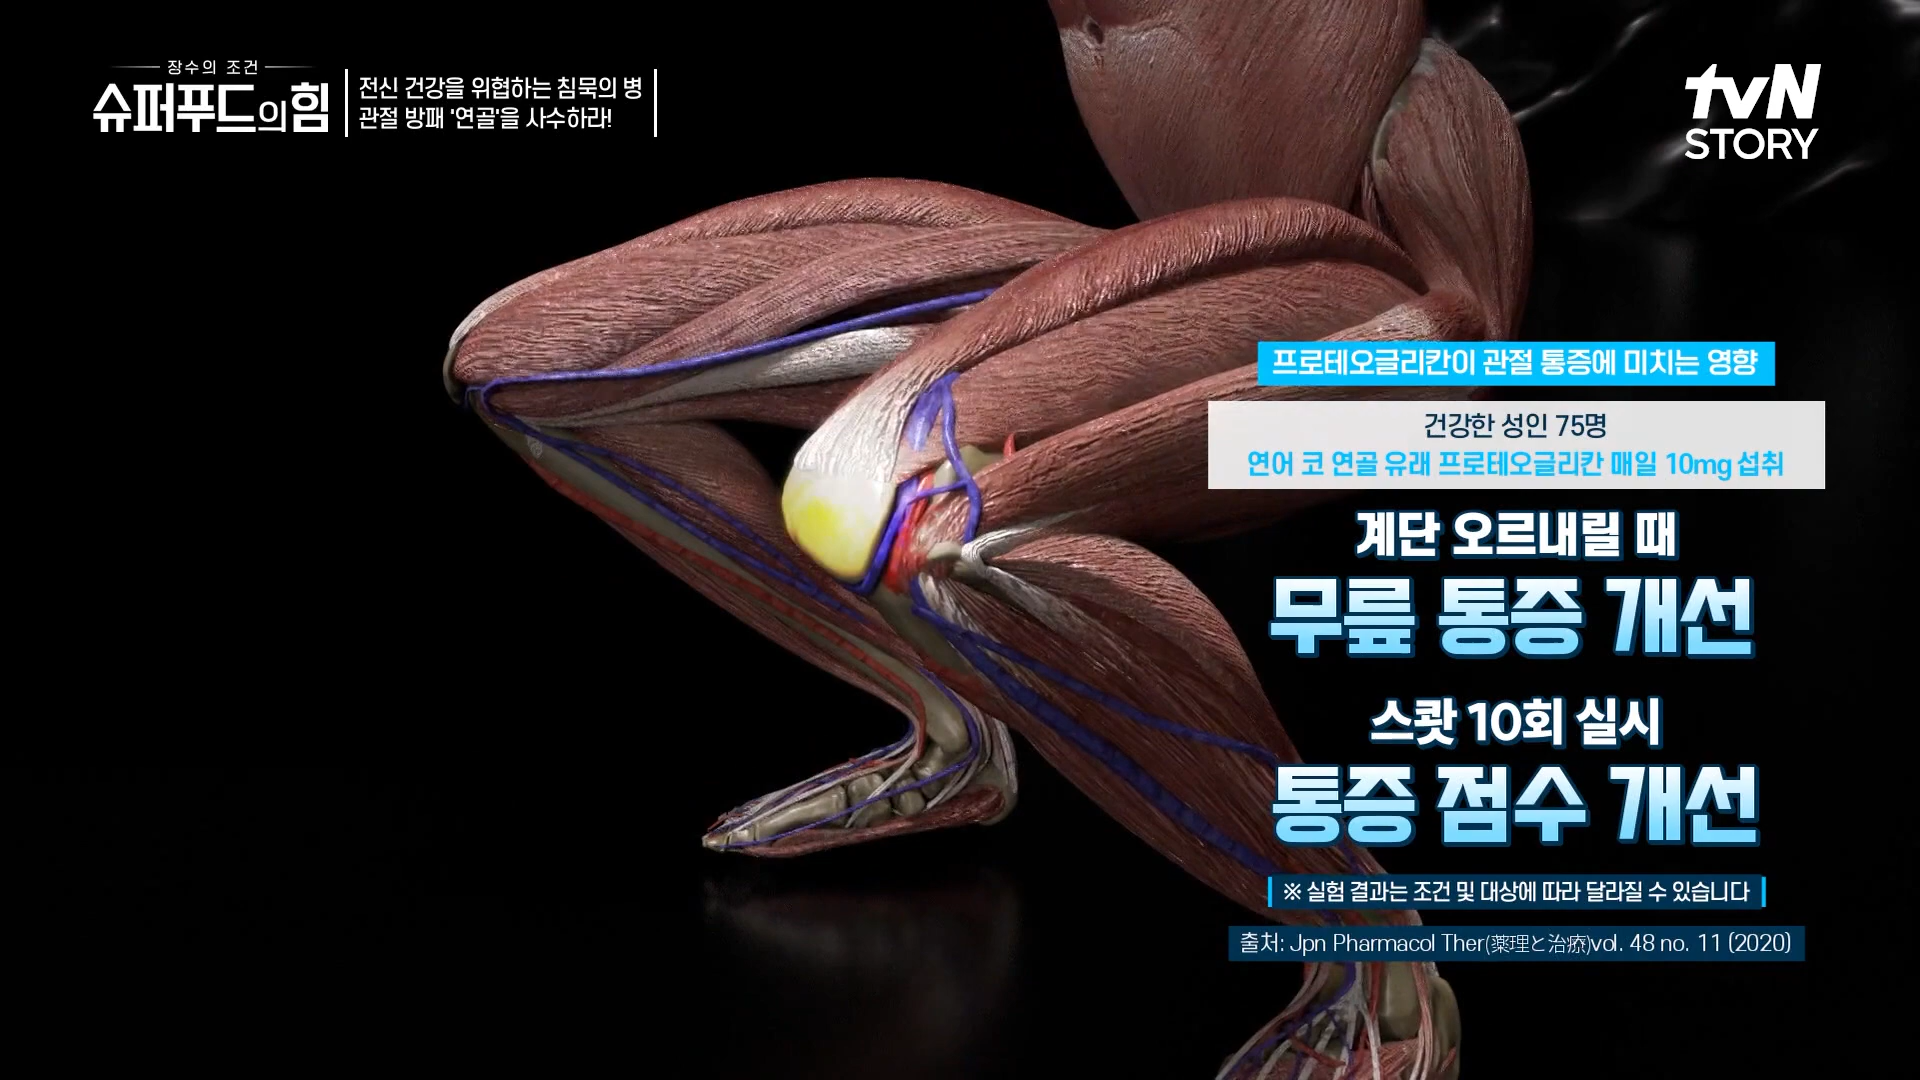 장수의 조건
슈퍼푸드의 힘
전신 건강을 위협하는 침묵의 병
관절 방패 '연골'을 사수하라!
tvN
STORY
프로테오글리칸이 관절 통증에 미치는 영향
건강한 성인 75명
연어 코 연골 유래 프로테오글리칸 매일 10mg 섭취
계단 오르내릴 때
무릎 통증 개선
스쾃 10회 실시
통증 점수 개선
※ 실험 결과는 조건 및 대상에 따라 달라질 수 있습니다
출처: Jpn Pharmacol Ther(薬理と治療)vol. 48 no. 11 (2020)